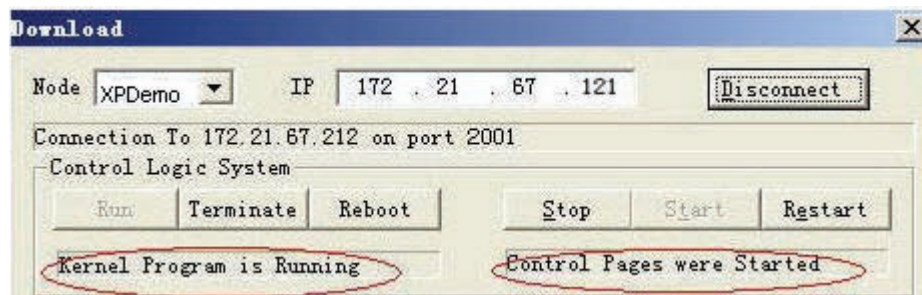 Download
Node XPDemo IP 172 . 21 . 67 . 121 Disconnect
Connection To 172.21.67.212 on port 2001
Control Logic System
Run Terminate Reboot Stop Start Restart
Kernel Program is Running Control Pages were Started